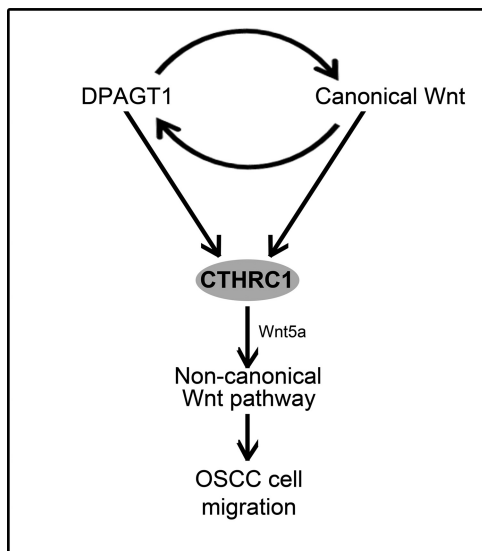 DPAGT1
Canonical Wnt
CTHRC1
Wnt5a
Non-canonical
Wnt pathway
OSCC cell
migration